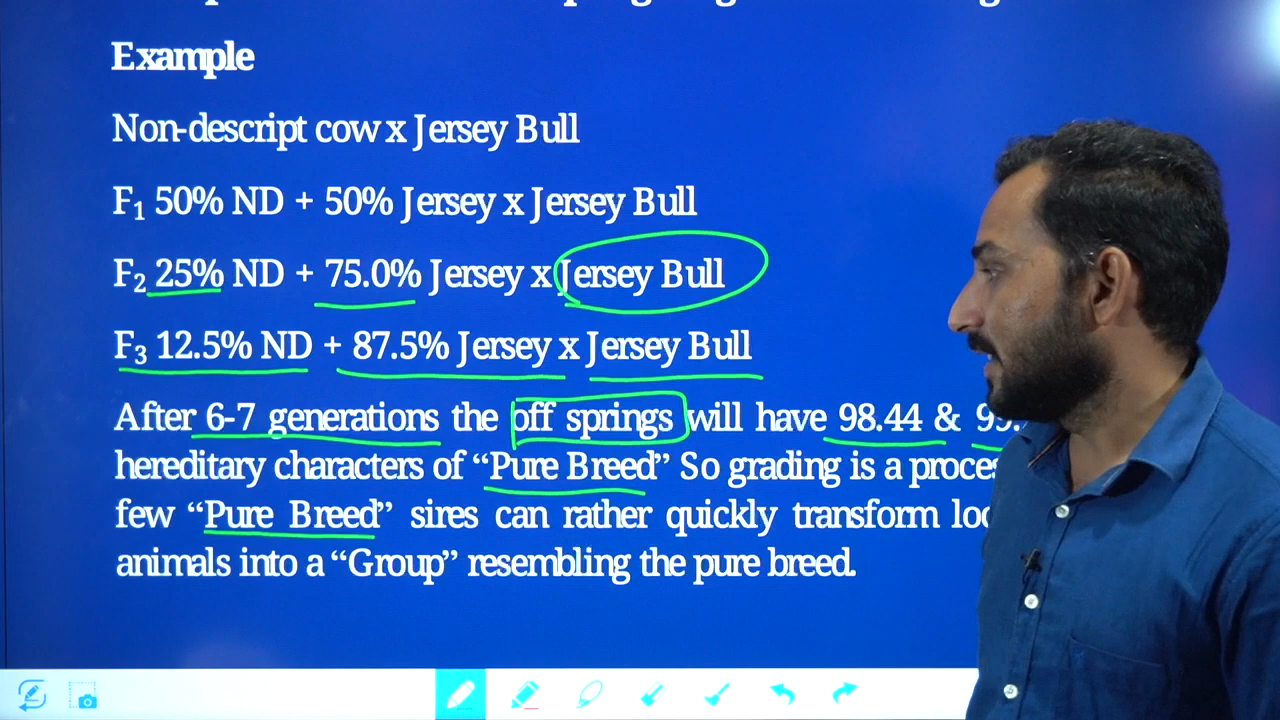 Example
Non-descript cow x Jersey Bull
F₁ 50% ND + 50% Jersey x Jersey Bull
F₂ 25% ND + 75.0% Jersey x Jersey Bull
F₃ 12.5% ND + 87.5% Jersey x Jersey Bull
After 6-7 generations the off springs will have 98.44 &
hereditary characters of “Pure Breed” So grading is a
few “Pure Breed” sires can rather quickly transform
animals into a “Group” resembling the pure breed.